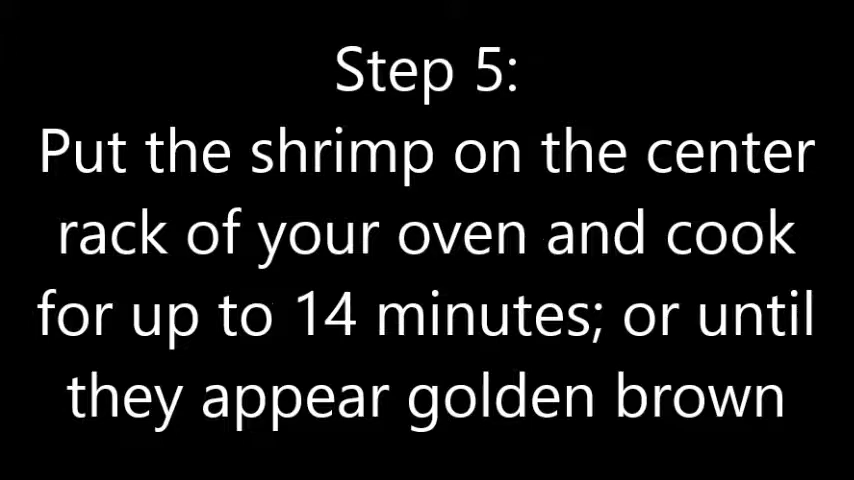 Step 5:
Put the shrimp on the center
rack of your oven and cook
for up to 14 minutes; or until
they appear golden brown